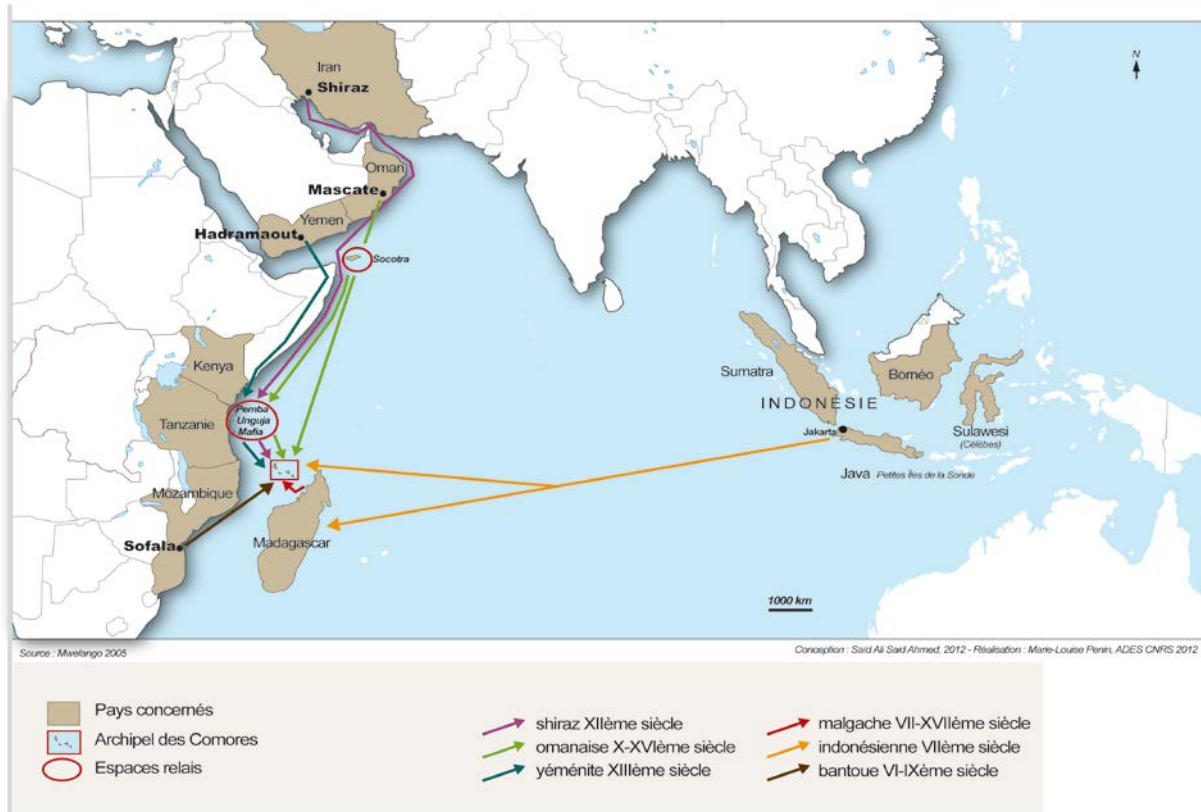 Iran
Shiraz
Oman
Mascate
Yemen
Hadramaout
Socotra
Kenya
Tanzanie
Pemba
Unguja
Mafia
Mozambique
Sofala
Madagascar
Sumatra
INDONÉSIE
Bornéo
Jakarta
Sulawesi
(Célèbes)
Java
Petites Îles de la Sonde
N
1000 km
Source : Mwelango 2005
Conception : Saïd Ali Said Ahmed, 2012 - Réalisation : Marie-Louise Penin, ADES CNRS 2012
Pays concernés
Archipel des Comores
Espaces relais
shiraz XIIème siècle
omanaise X-XVIème siècle
yéménite XIIIème siècle
malgache VII-XVIIème siècle
indonésienne VIIème siècle
bantoue VI-IXème siècle